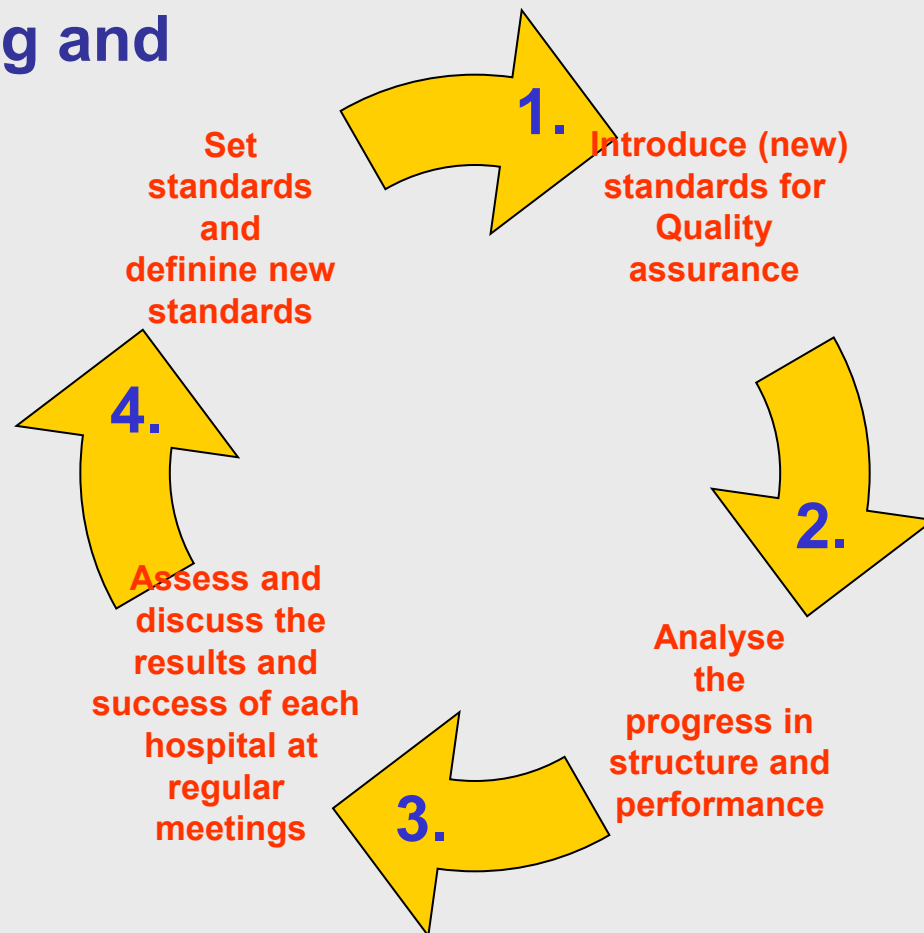 g and
1.
Set
standards
and
definine new
standards
Introduce (new)
standards for
Quality
assurance
4.
2.
Assess and
discuss the
results and
success of each
hospital at
regular
meetings
Analyse
the
progress in
structure and
performance
3.